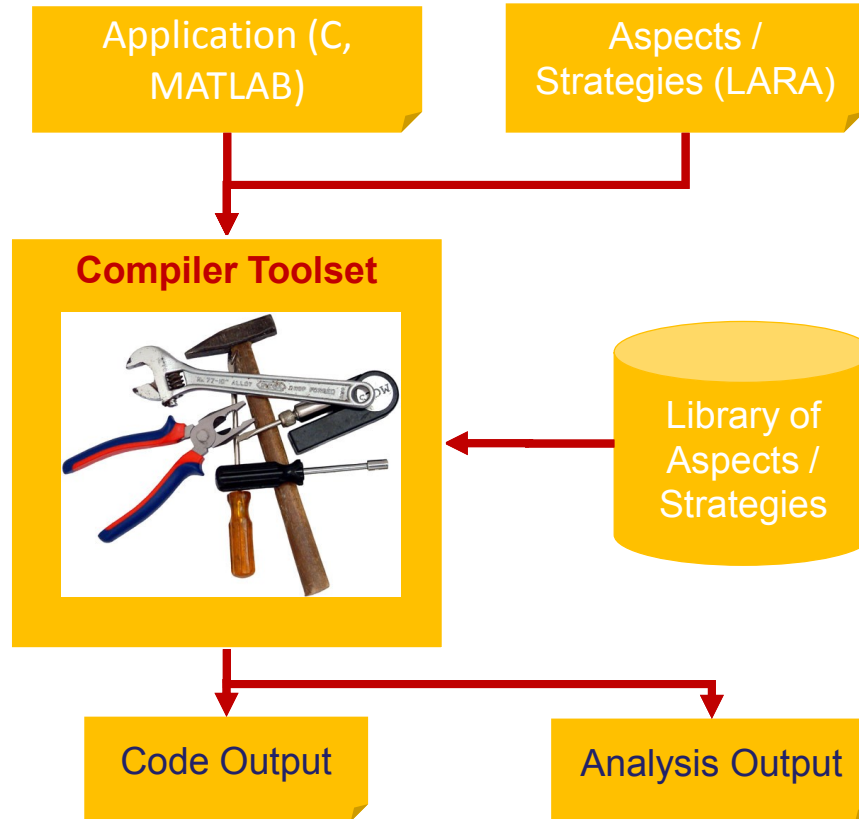 Application (C,
MATLAB)
Aspects /
Strategies (LARA)
Compiler Toolset
Library of
Aspects /
Strategies
Code Output
Analysis Output